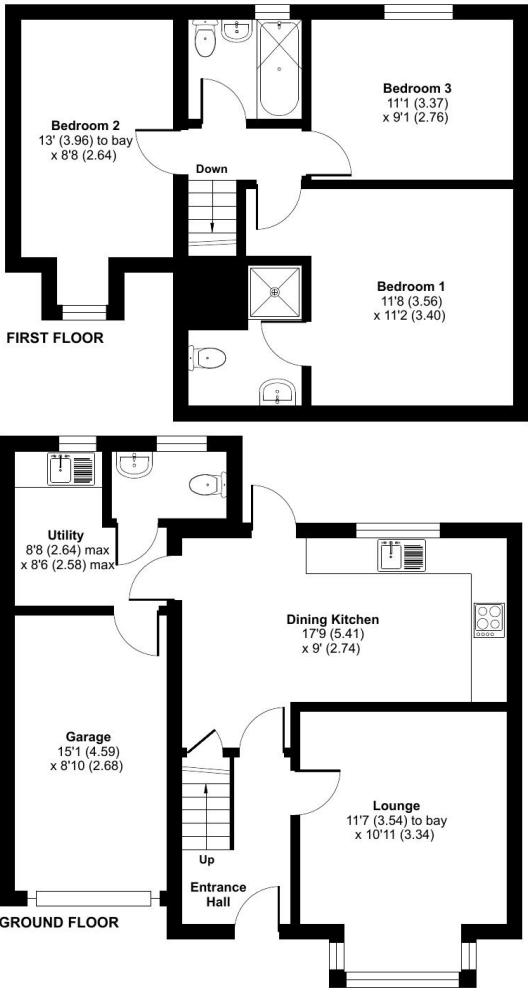 Bedroom 2
13' (3.96) to bay
x 8'8 (2.64)
Bedroom 3
11'1 (3.37)
x 9'1 (2.76)
Down
Bedroom 1
11'8 (3.56)
x 11'2 (3.40)
FIRST FLOOR
Utility
8'8 (2.64) max
x 8'6 (2.58) max
Dining Kitchen
17'9 (5.41)
x 9' (2.74)
Garage
15'1 (4.59)
x 8'10 (2.68)
Lounge
11'7 (3.54) to bay
x 10'11 (3.34)
Up
Entrance
Hall
GROUND FLOOR